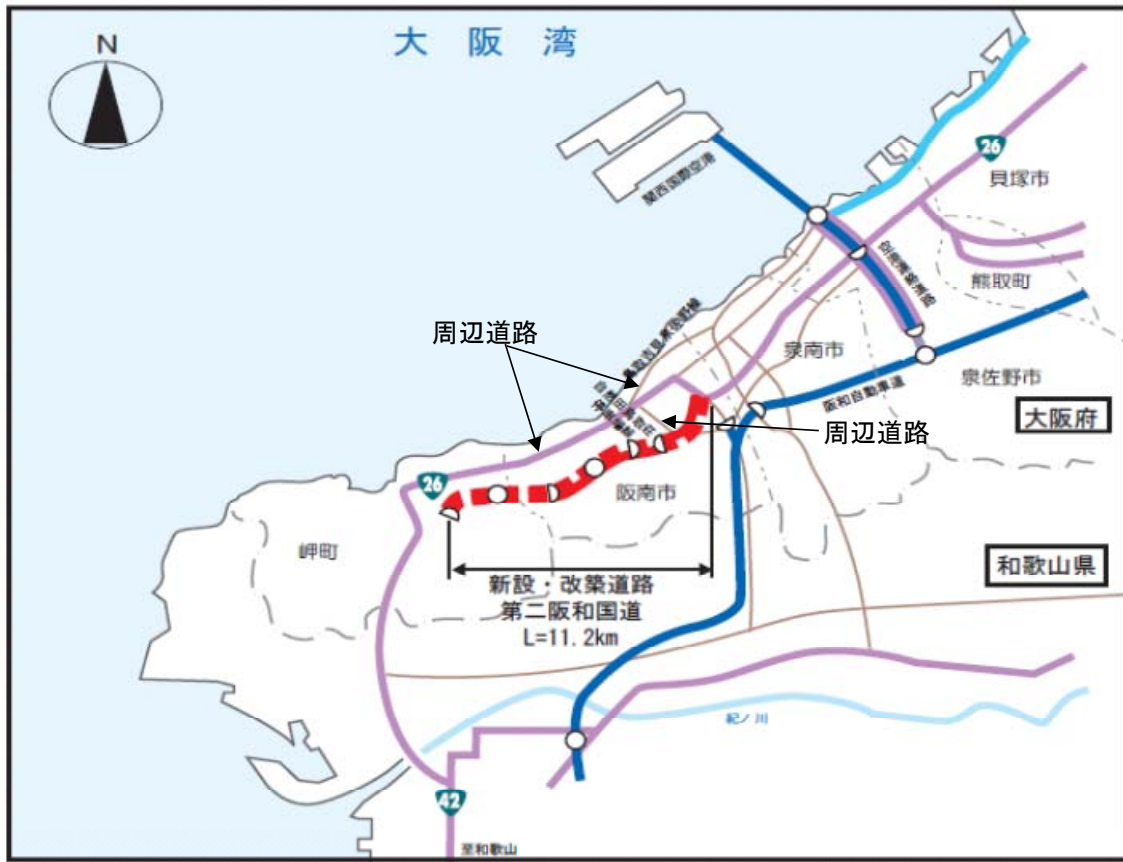 N
大阪湾
関西国際空港
26
貝塚市
熊取町
泉南市
泉佐野市
周辺道路
阪和自動車道
大阪府
周辺道路
26
阪南市
岬町
和歌山県
新設・改築道路
第二阪和国道
L=11.2km
紀ノ川
42
至和歌山